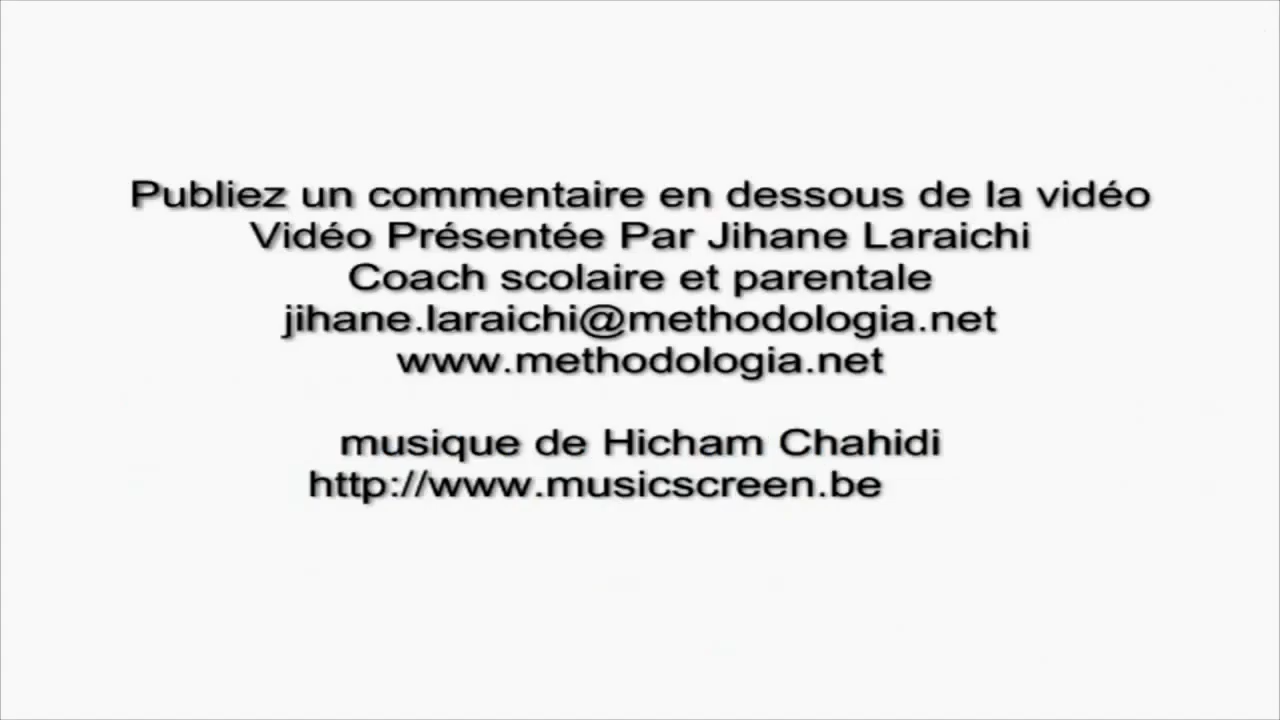 Publiez un commentaire en dessous de la vidéo
Vidéo Présentée Par Jihane Laraichi
Coach scolaire et parentale
jihane.laraichi@methodologia.net
www.methodologia.net
musique de Hicham Chahidi
http://www.musicscreen.be